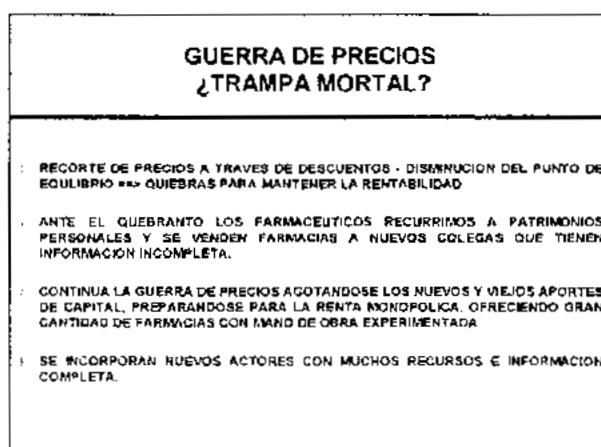 GUERRA DE PRECIOS
¿TRAMPA MORTAL?
RECORTE DE PRECIOS A TRAVES DE DESCUENTOS - DISMINUCION DEL PUNTO DE
EQULIBRIO ==> QUIEBRAS PARA MANTENER LA RENTABILIDAD
ANTE EL QUEBRANTO LOS FARMACEUTICOS RECURRIMOS A PATRIMONIOS
PERSONALES Y SE VENDEN FARMACIAS A NUEVOS COLEGAS QUE TIENEN
INFORMACION INCOMPLETA.
CONTINUA LA GUERRA DE PRECIOS AGOTANDOSE LOS NUEVOS Y VIEJOS APORTES
DE CAPITAL, PREPARANDOSE PARA LA RENTA MONOPOLICA. OFRECIENDO GRAN
CANTIDAD DE FARMACIAS CON MANO DE OBRA EXPERIMENTADA
SE INCORPORAN NUEVOS ACTORES CON MUCHOS RECURSOS E INFORMACION
COMPLETA.